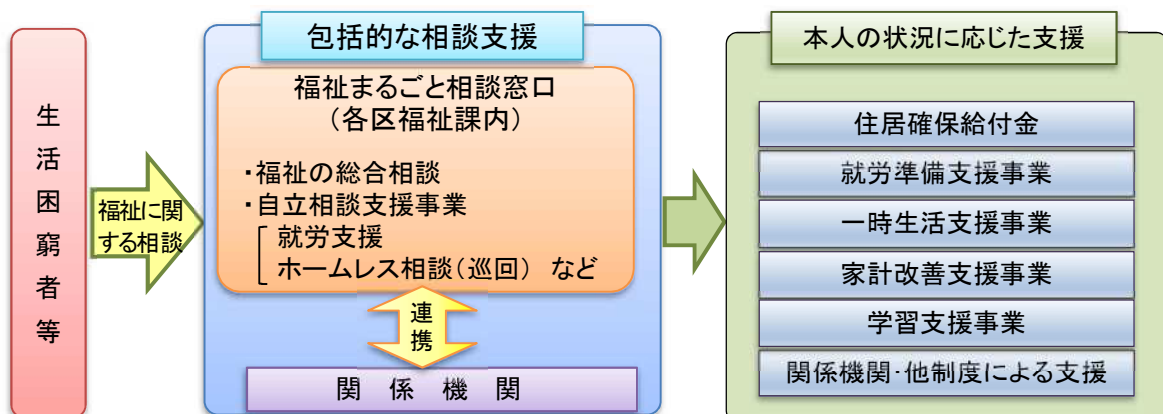 生活困窮者等
福祉に関
する相談
包括的な相談支援
福祉まるごと相談窓口
（各区福祉課内）
・福祉の総合相談
・自立相談支援事業
就労支援
ホームレス相談（巡回） など
連携
関係機関
本人の状況に応じた支援
住居確保給付金
就労準備支援事業
一時生活支援事業
家計改善支援事業
学習支援事業
関係機関・他制度による支援